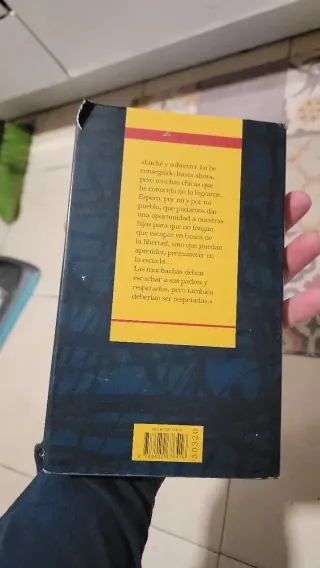 «Luché y sobreviví. Lo he
conseguido hasta ahora,
pero muchas chicas que
he conocido no lo lograron.
Espero, por mí y por mi
pueblo, que podamos dar
una oportunidad a nuestras
hijas para que no tengan
que escapar en busca de
la libertad, sino que puedan
aprender, permanecer en
la escuela...
Las muchachas deben
escuchar a sus padres y
respetarlos, pero también
deberían ser respetadas.»
30320